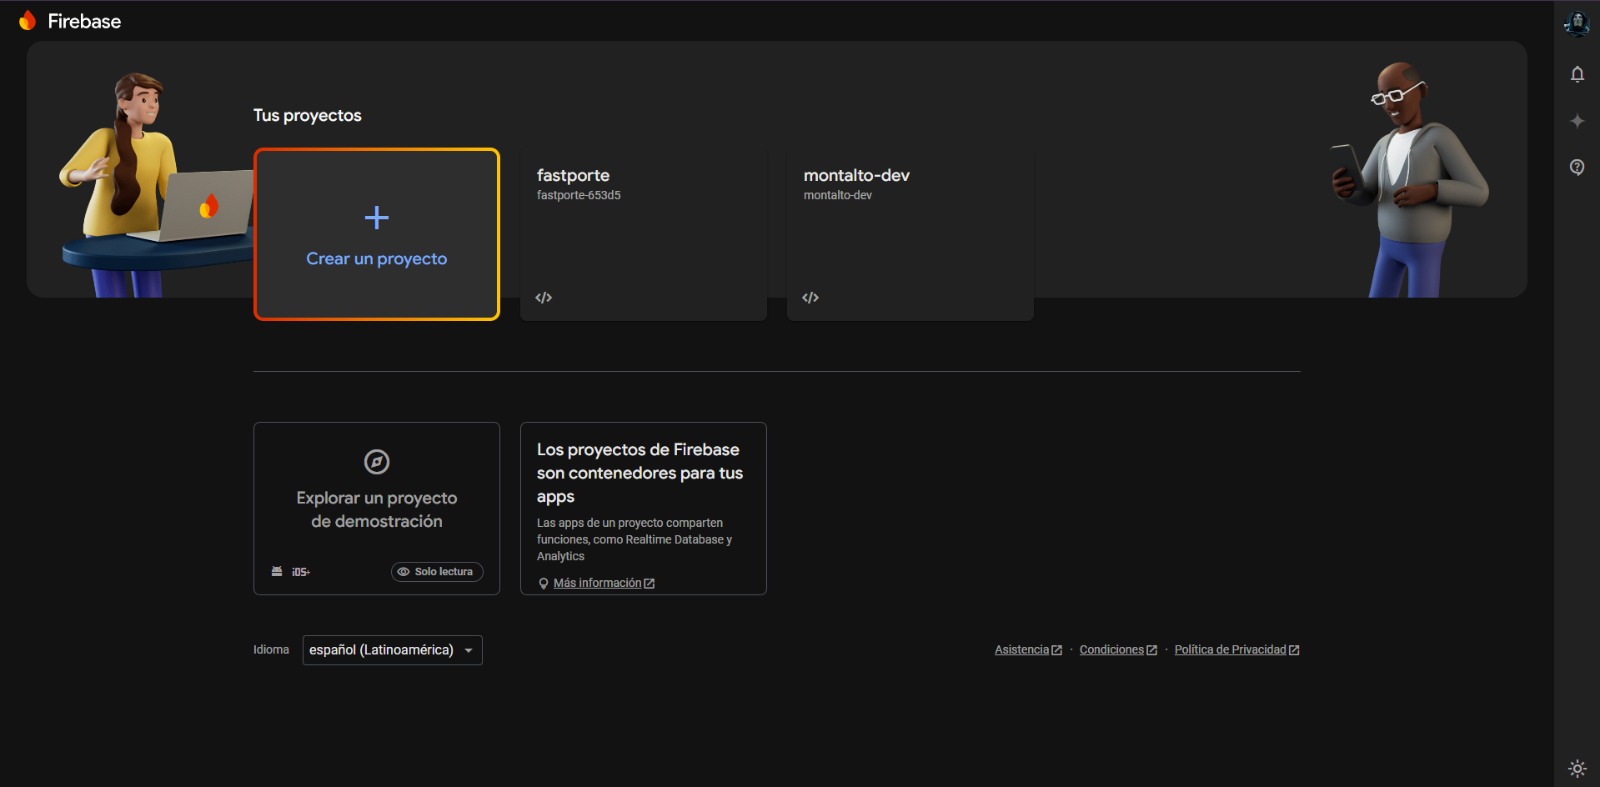 Firebase
Tus proyectos
Crear un proyecto
fastporte
fastporte-653d5
montalto-dev
montalto-dev
Explorar un proyecto
de demostración
iOS+
Solo lectura
Los proyectos de Firebase
son contenedores para tus
apps
Las apps de un proyecto comparten
funciones, como Realtime Database y
Analytics
Más información
Idioma
español (Latinoamérica)
Asistencia · Condiciones · Política de Privacidad